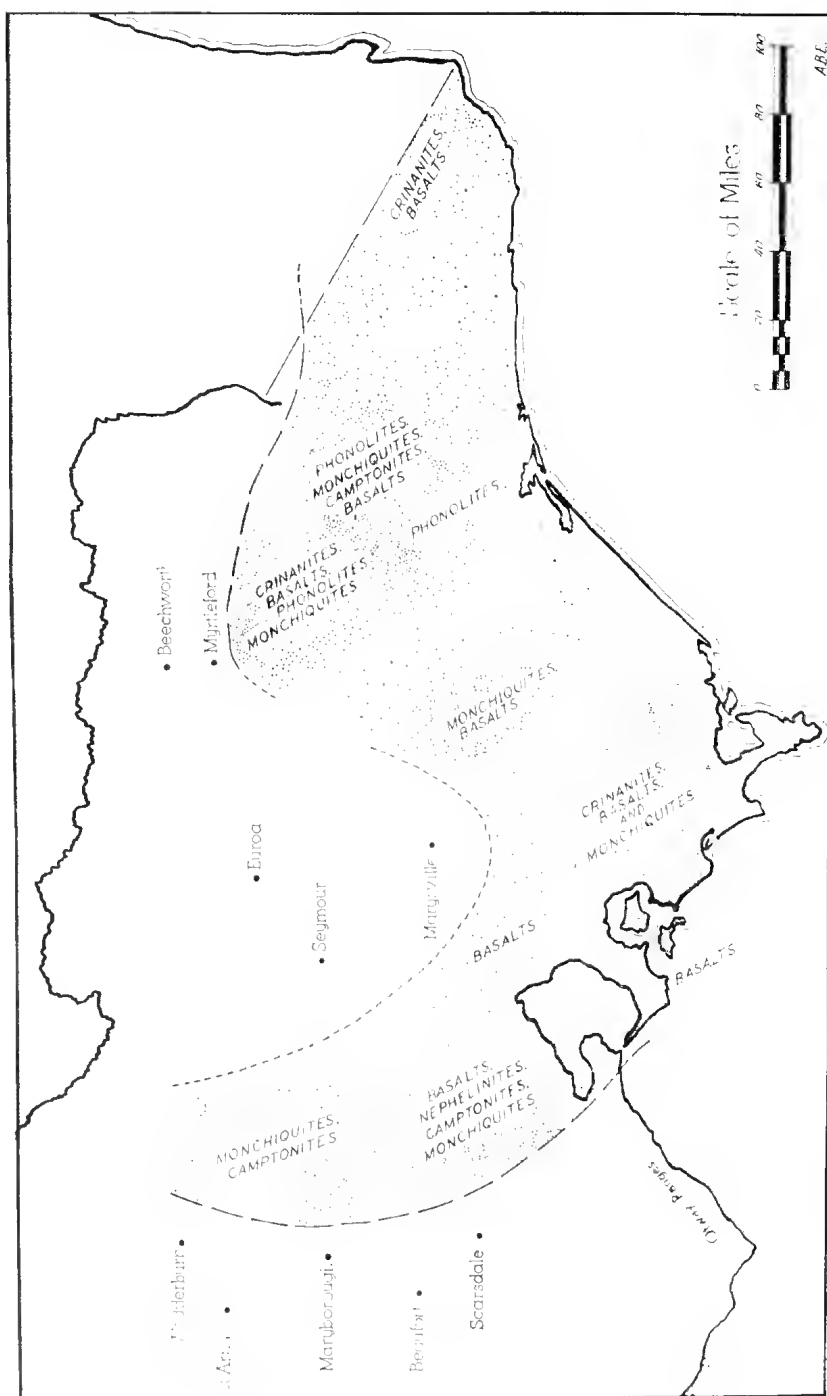 CRINANITES.
BASALTS
PHONOLITES.
MONCHIQUITES.
CAMPTONITES.
BASALTS
PHONOLITES.
CRINANITES.
BASALTS.
PHONOLITES.
MONCHIQUITES
Beechworth
Myrtleford
MONCHIQUITES.
BASALTS
Euroa
Seymour
Marysville
CRINANITES.
BASALTS.
AND
MONCHIQUITES
BASALTS
BASALTS
BASALTS.
NEPHELINITES.
CAMPTONITES.
MONCHIQUITES
MONCHIQUITES.
CAMPTONITES
Maryborough
Beaufort
Scarsdale
Otway Ranges
Scale of Miles
0 20 40 60 80 100
A.B.E.